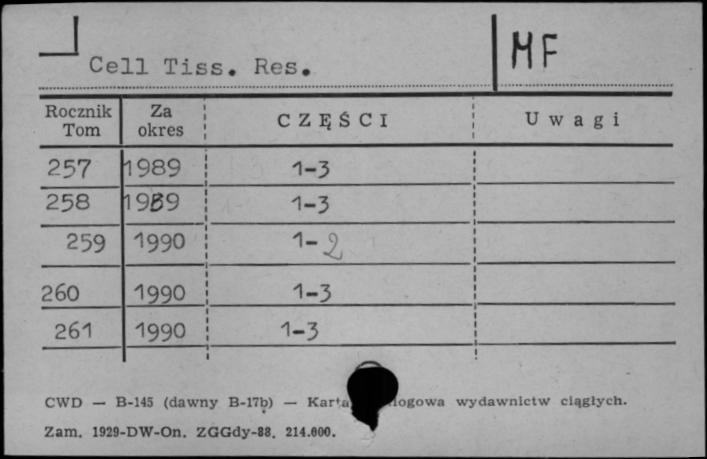 Cell Tiss. Res.
MF
Rocznik Tom Za okres CZĘŚCI Uwagi
257 1989 1-3
258 1989 1-3
259 1990 1-2
260 1990 1-3
261 1990 1-3
CWD — B-145 (dawny B-17b) — wydawnictw ciągłych.
Zam. 1929-DW-On. ZGGdy-88. 214.000.